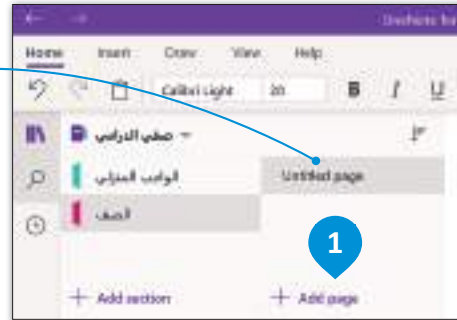 OneNote for
Home Insert Draw View Help
Calibri Light 20 B I U
صفي الدراسي
الواجب المنزلي
Untitled page
الصف
1
+ Add section
+ Add page